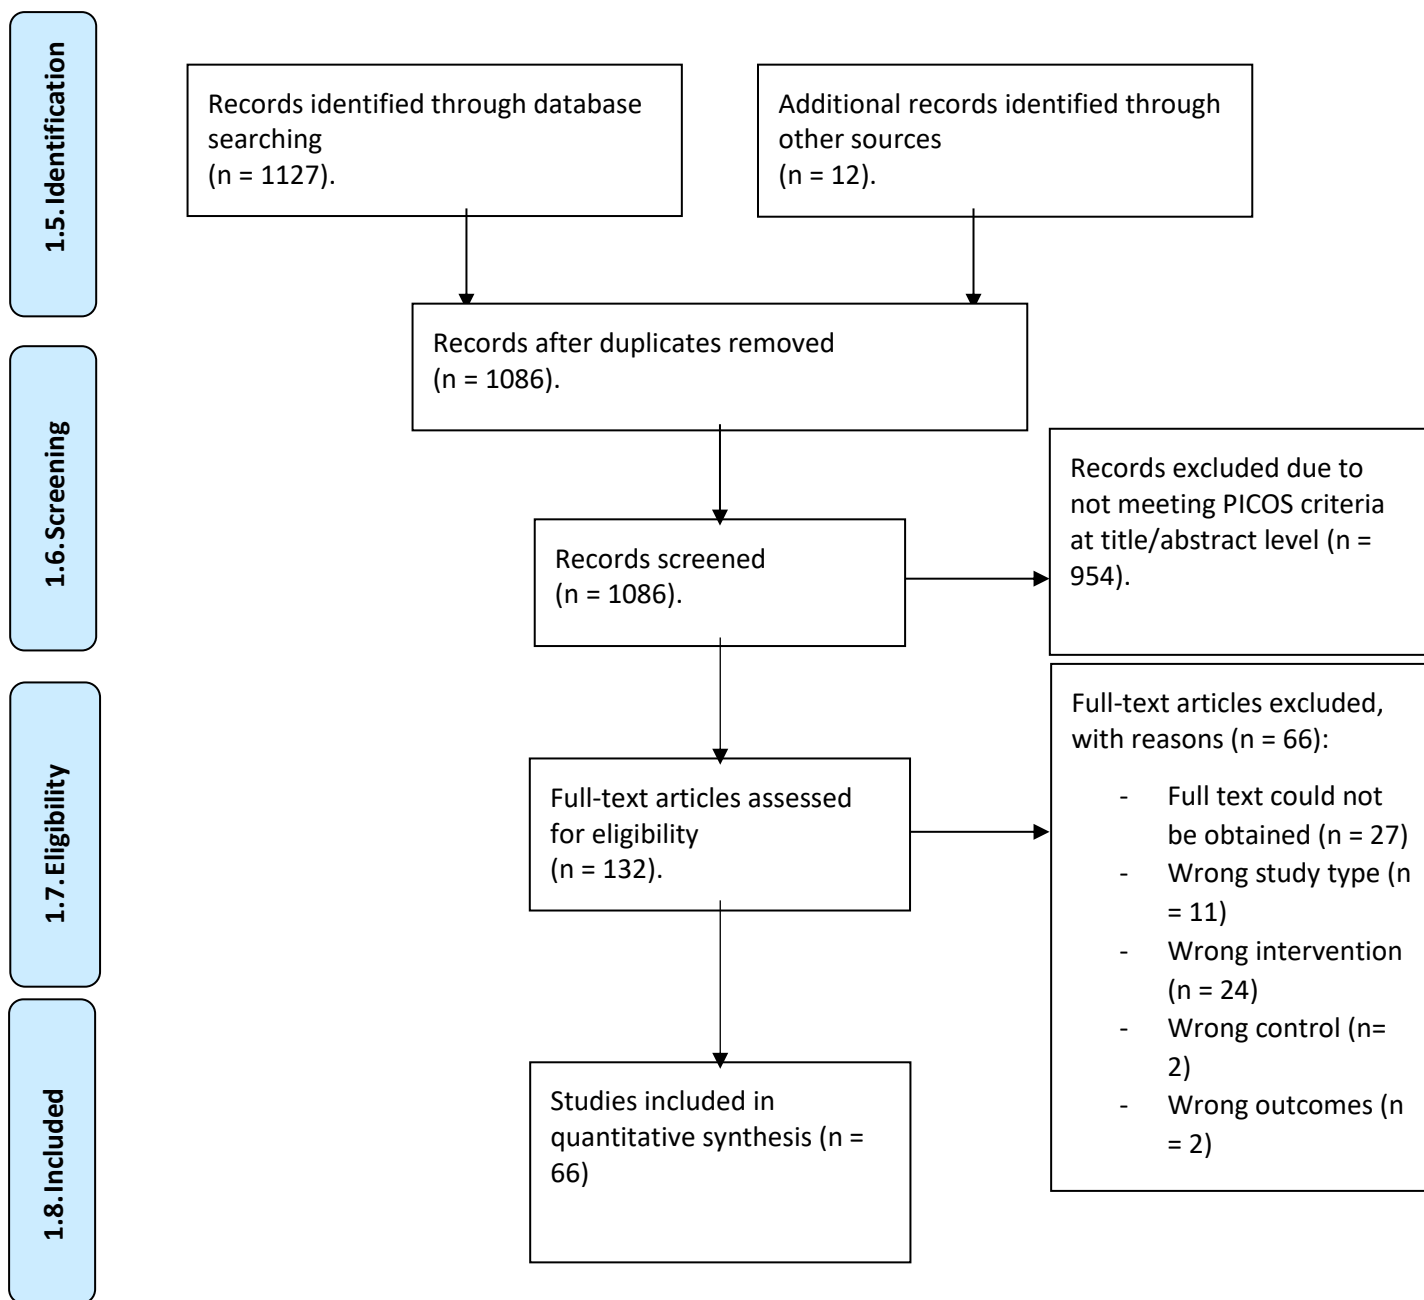 1.5. Identification
Records identified through database
searching
(n = 1127).
Additional records identified through
other sources
(n = 12).
Records after duplicates removed
(n = 1086).
1.6. Screening
Records screened
(n = 1086).
Records excluded due to
not meeting PICOS criteria
at title/abstract level (n =
954).
1.7. Eligibility
Full-text articles assessed
for eligibility
(n = 132).
Full-text articles excluded,
with reasons (n = 66):
- Full text could not
be obtained (n = 27)
- Wrong study type (n
= 11)
- Wrong intervention
(n = 24)
- Wrong control (n=
2)
- Wrong outcomes (n
= 2)
1.8. Included
Studies included in
quantitative synthesis (n =
66)